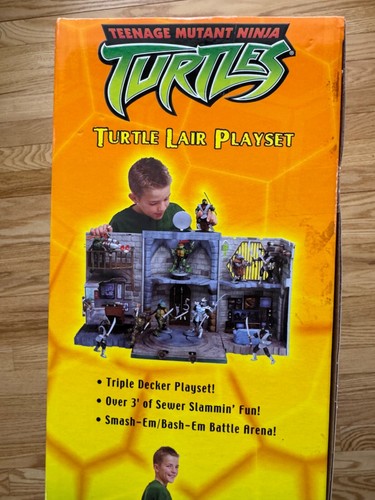 TEENAGE MUTANT NINJA
TURTLES
TURTLE LAIR PLAYSET
• Triple Decker Playset!
• Over 3' of Sewer Slammin' Fun!
• Smash-Em/Bash-Em Battle Arena!